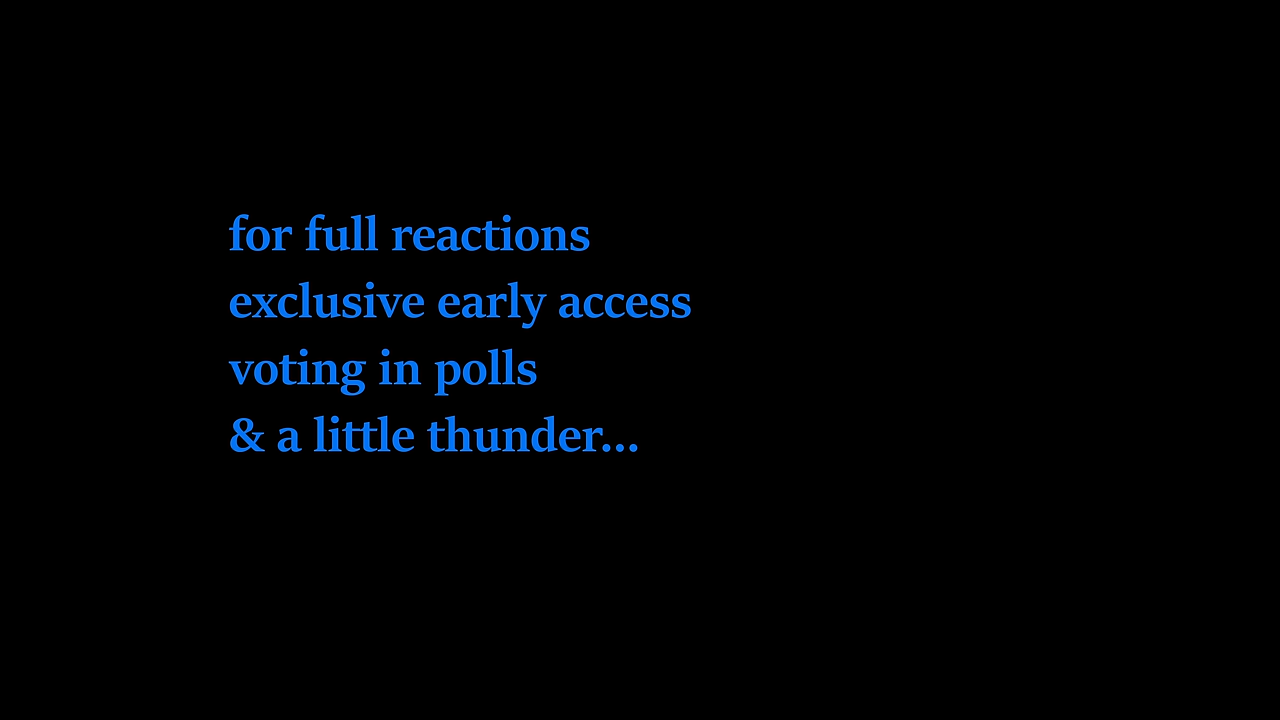 for full reactions
exclusive early access
voting in polls
& a little thunder...